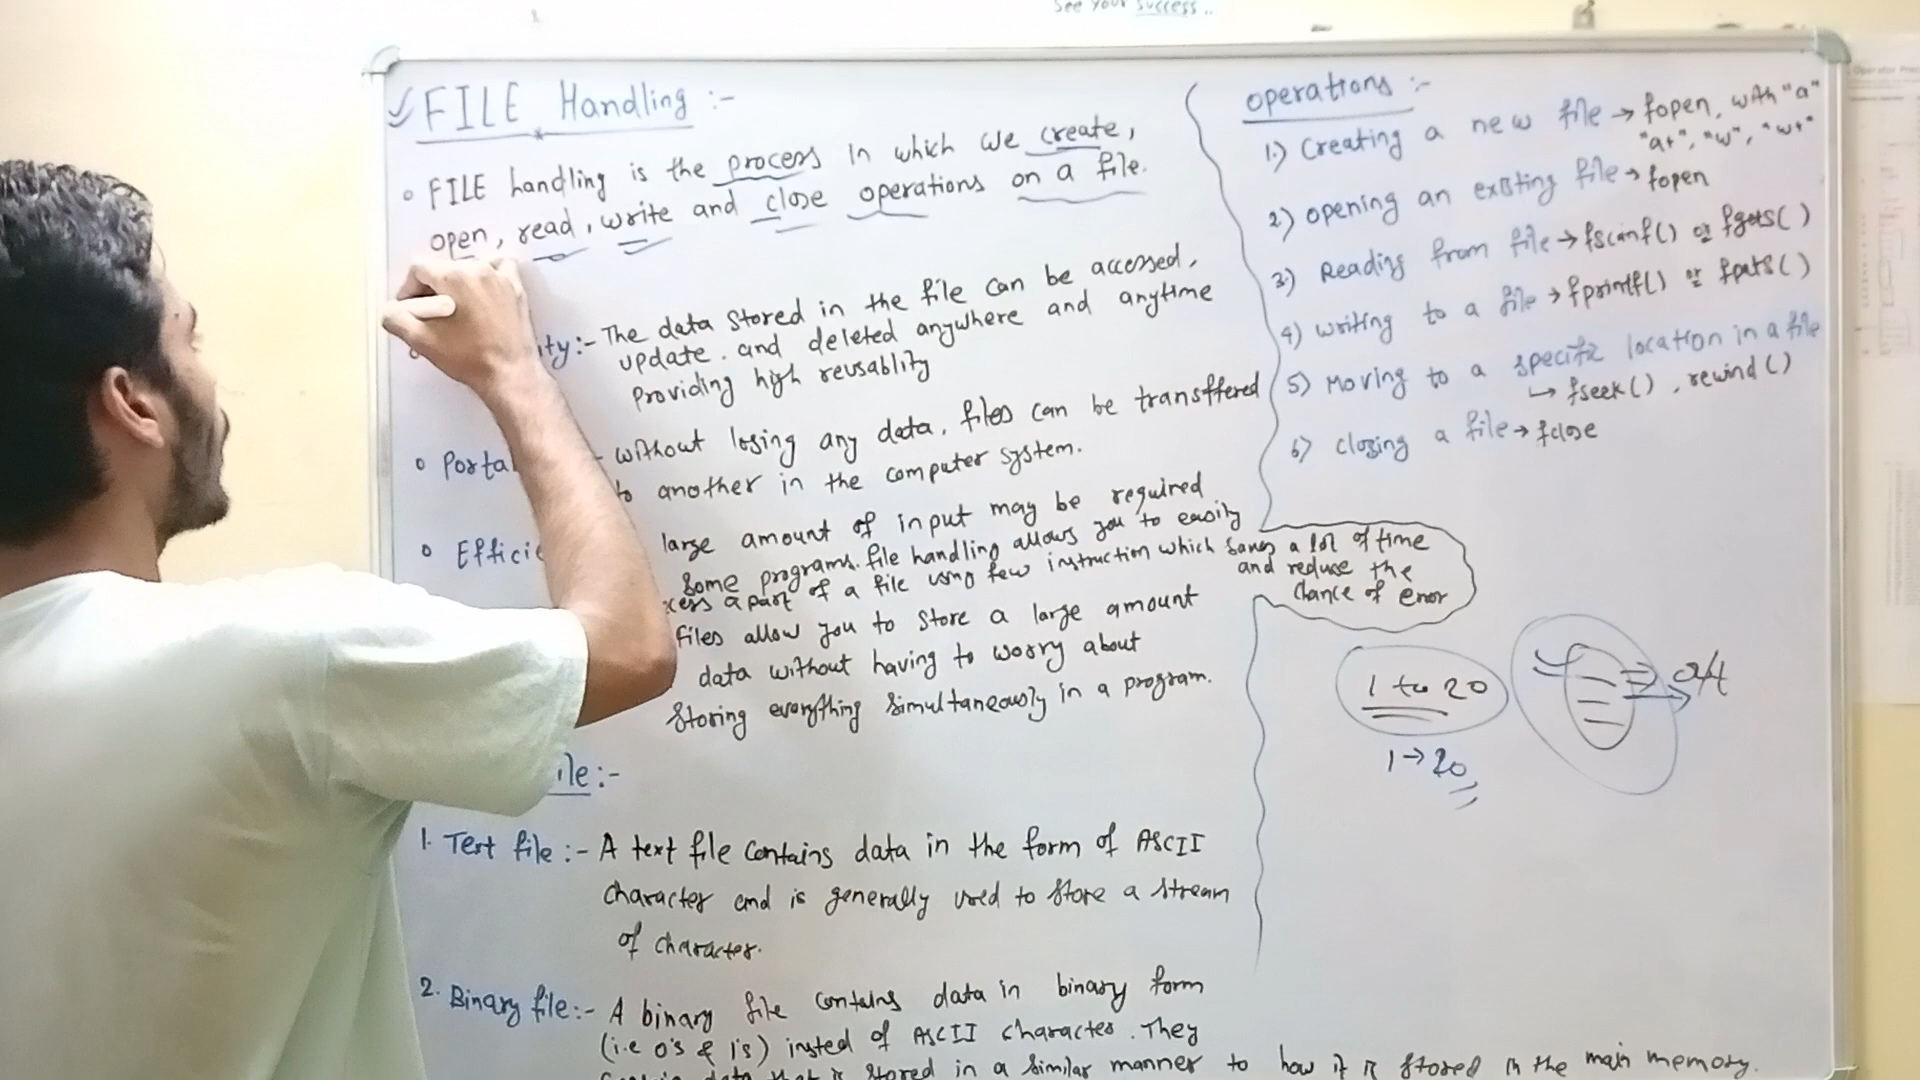 See your success ..
FILE Handling :-
FILE handling is the process in which we create,
open, read, write and close operations on a file.
ity:- The data stored in the file can be accessed,
update. and deleted anywhere and anytime
Providing high reusablity
Porta - without losing any data, files can be transffered
to another in the computer system.
Efficie large amount of input may be required
Some programs. file handling allows you to easily
cess a part of a file using few instruction which saves a lot of time
and reduce the
chance of error
files allow you to store a large amount
data without having to worry about
Storing everything simultaneously in a program.
ile:-
1. Text file:- A text file contains data in the form of ASCII
character and is generally used to store a stream
of character.
2. Binary file:- A binary file contains data in binary form
(i.e 0's & 1's) insted of ASCII character. They
stored in a similar manner to how it is stored in the main memory.
Operations :-
1.) Creating a new file → fopen, with "a"
"a+", "w", "w+"
2) opening an existing file → fopen
3) Reading from file → fscanf() or fgets()
4) writing to a file → fprintf() or fputs()
5) Moving to a specific location in a file
↳ fseek(), rewind()
6) closing a file → fclose
1 to 20
1 → 20